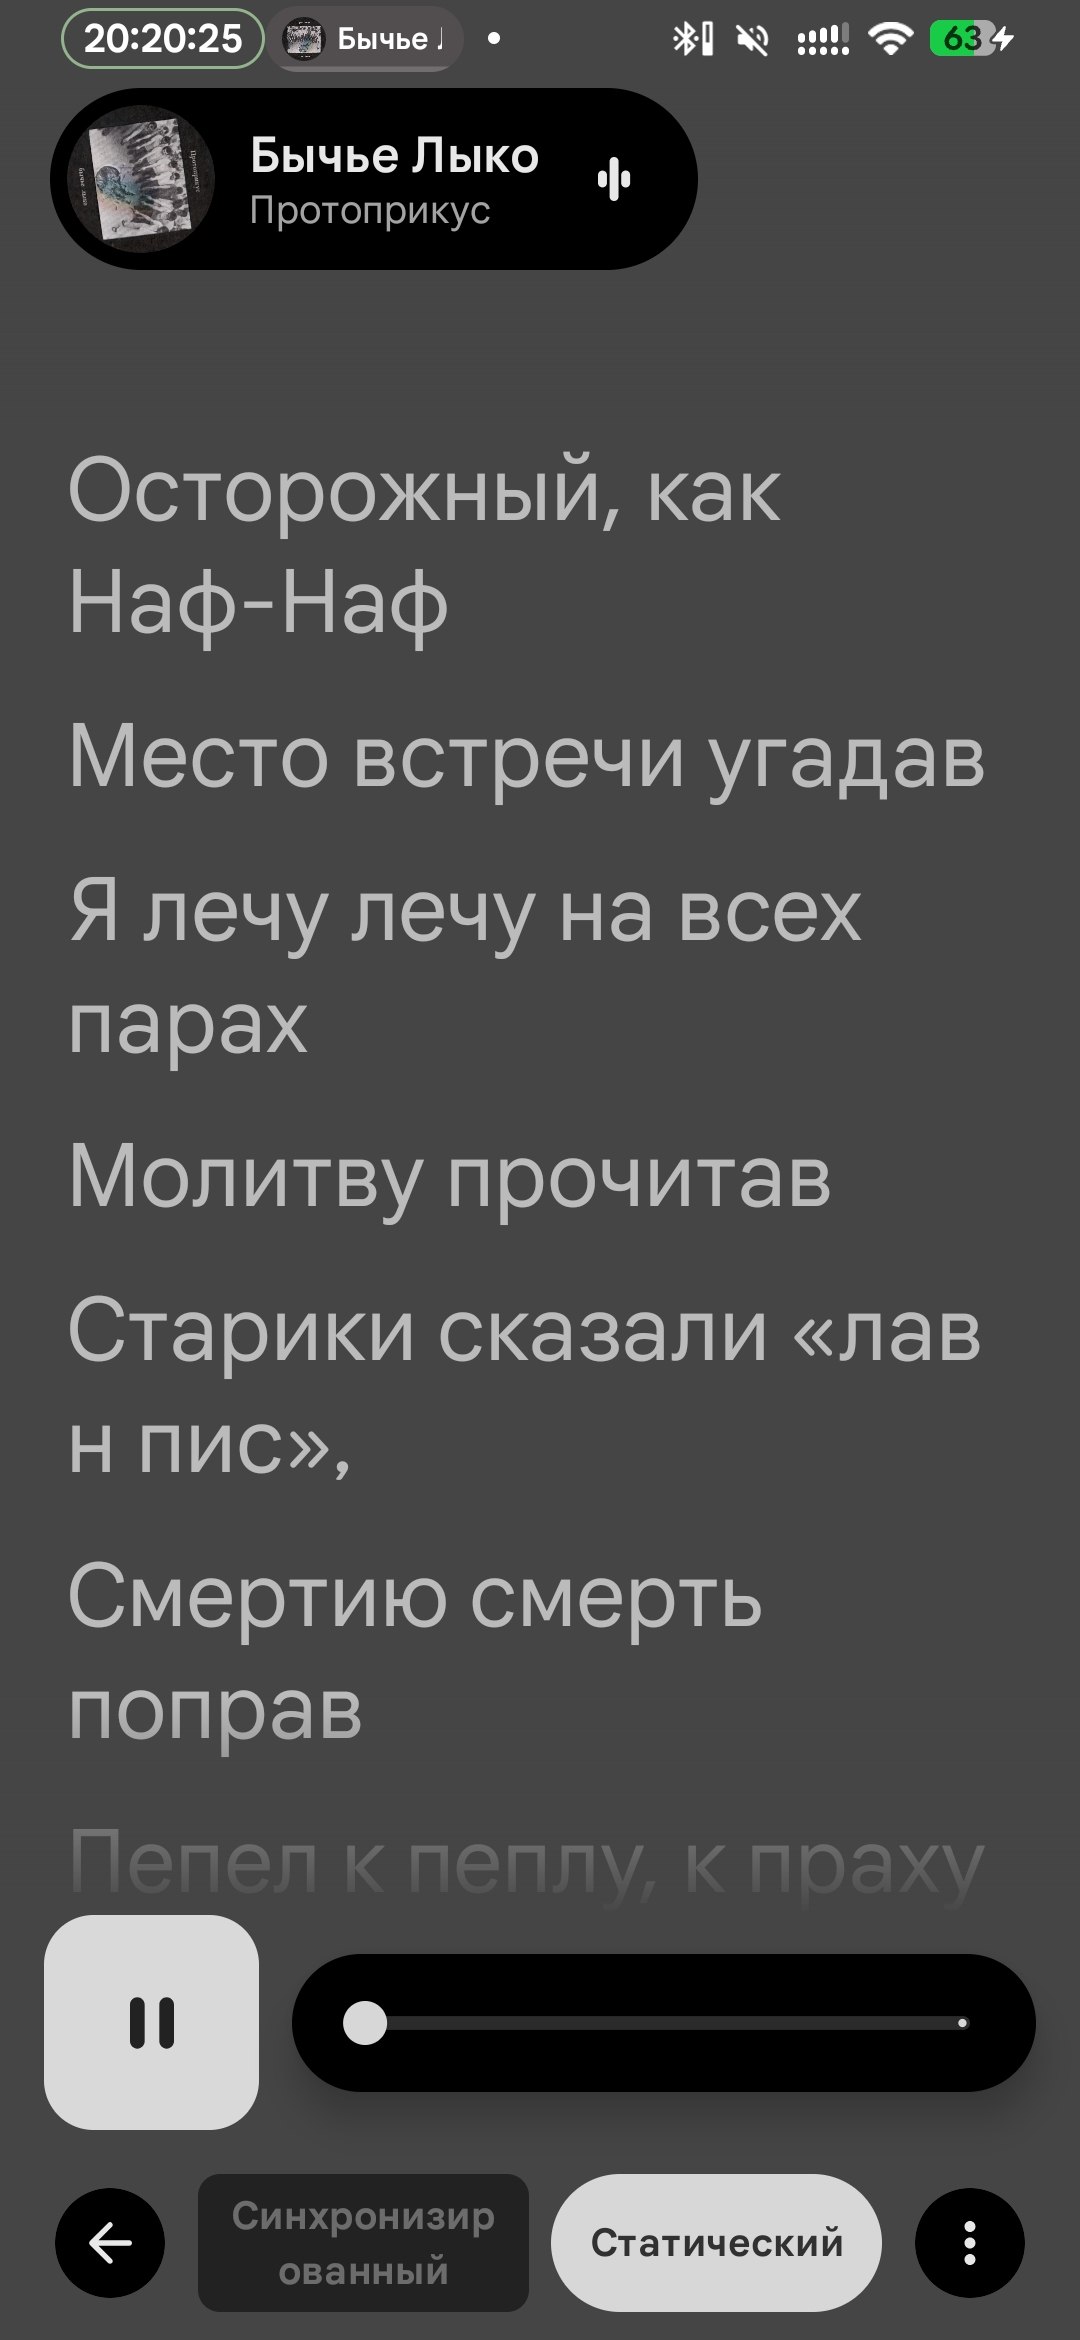 20:20:25
Бычье
63
Бычье Лыко
Протоприкус
Осторожный, как
Наф-Наф
Место встречи угадав
Я лечу лечу на всех
парах
Молитву прочитав
Старики сказали «лав
н пис»,
Смертию смерть
поправ
Пепел к пеплу, к праху
Синхронизир
ованный
Статический